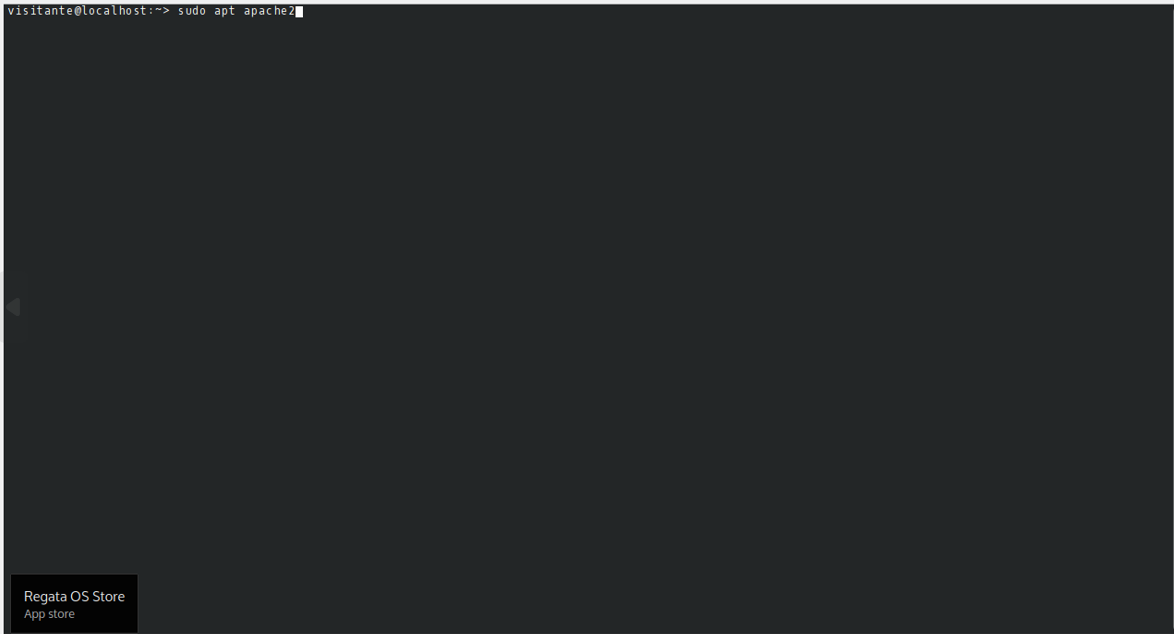 visitante@localhost:~> sudo apt apache2
Regata OS Store
App store